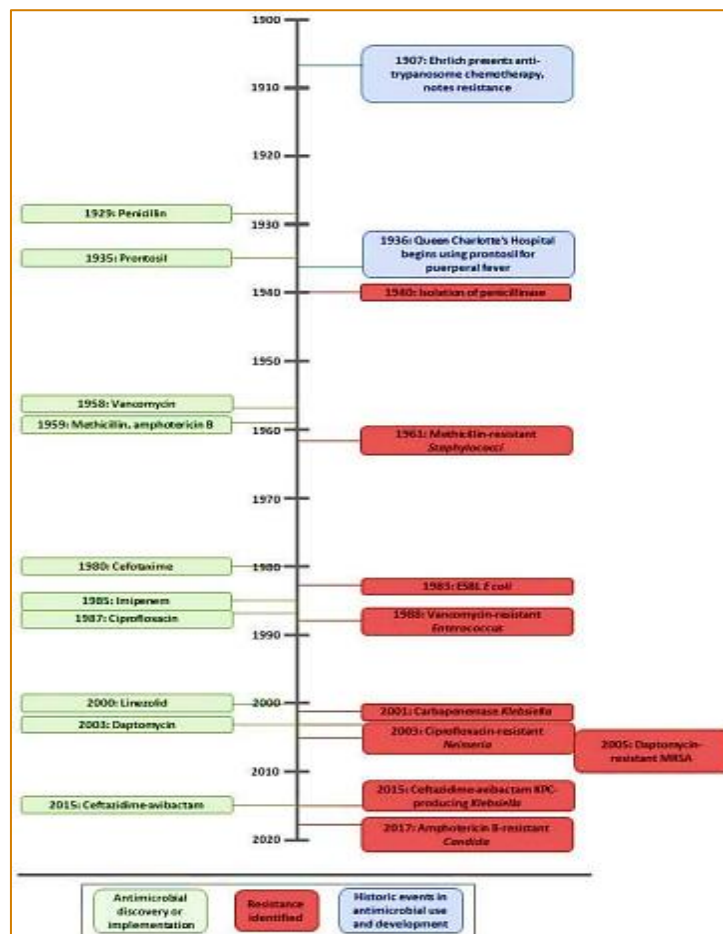 1900
1907: Ehrlich presents anti-
trypanosome chemotherapy,
notes resistance
1910
1920
1929: Penicillin
1930
1935: Prontosil
1936: Queen Charlotte's Hospital
begins using prontosil for
puerperal fever
1940
1940: Isolation of penicillinase
1950
1958: Vancomycin
1959: Methicillin, amphotericin B
1960
1961: Methicillin-resistant
Staphylococci
1970
1980: Cefotaxime
1980
1983: ESBL E coli
1985: Imipenem
1987: Ciprofloxacin
1988: Vancomycin-resistant
Enterococcus
1990
2000: Linezolid
2000
2001: Carbapenemase Klebsiella
2003: Daptomycin
2003: Ciprofloxacin-resistant
Neisseria
2005: Daptomycin-
resistant MRSA
2010
2015: Ceftazidime-avibactam
2015: Ceftazidime-avibactam KPC-
producing Klebsiella
2017: Amphotericin B-resistant
Candida
2020
Antimicrobial
discovery or
implementation
Resistance
identified
Historic events in
antimicrobial use
and development